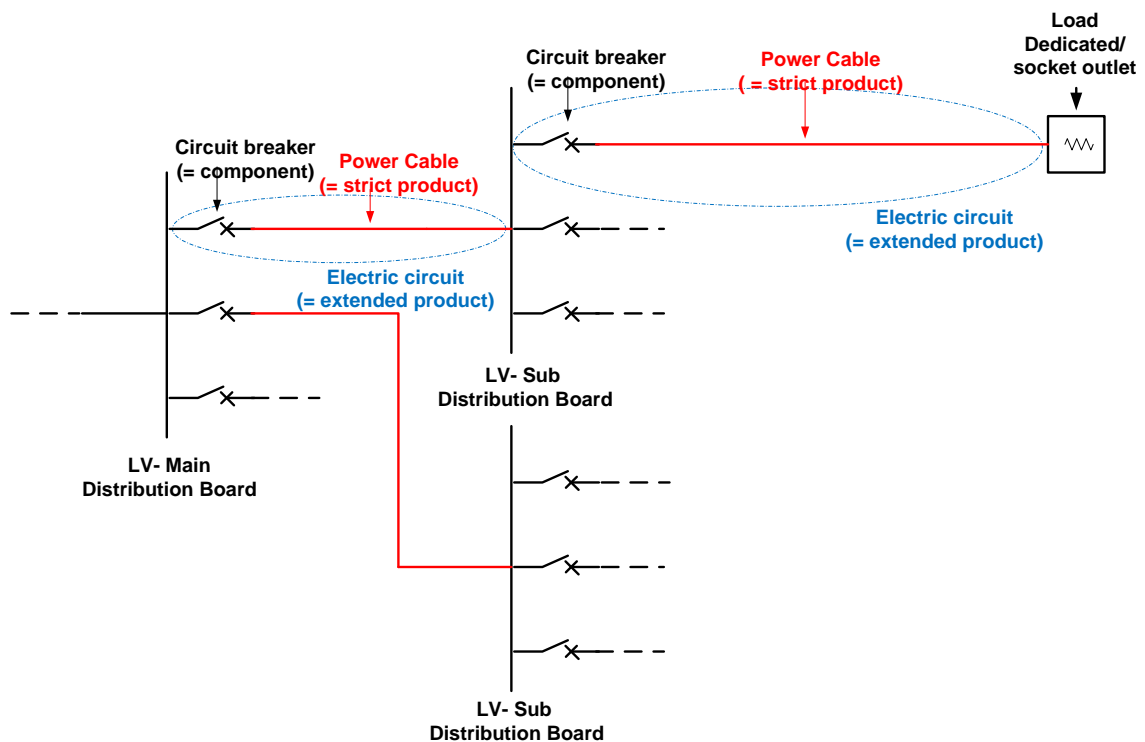 Load
Dedicated/
socket outlet
Circuit breaker
(= component)
Power Cable
( = strict product)
Circuit breaker
(= component)
Power Cable
(= strict product)
Electric circuit
(= extended product)
Electric circuit
(= extended product)
LV- Sub
Distribution Board
LV- Main
Distribution Board
LV- Sub
Distribution Board